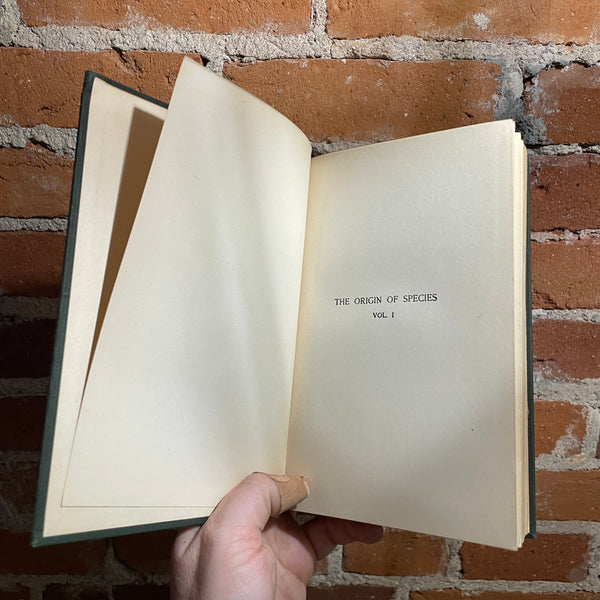 THE ORIGIN OF SPECIES
VOL. I